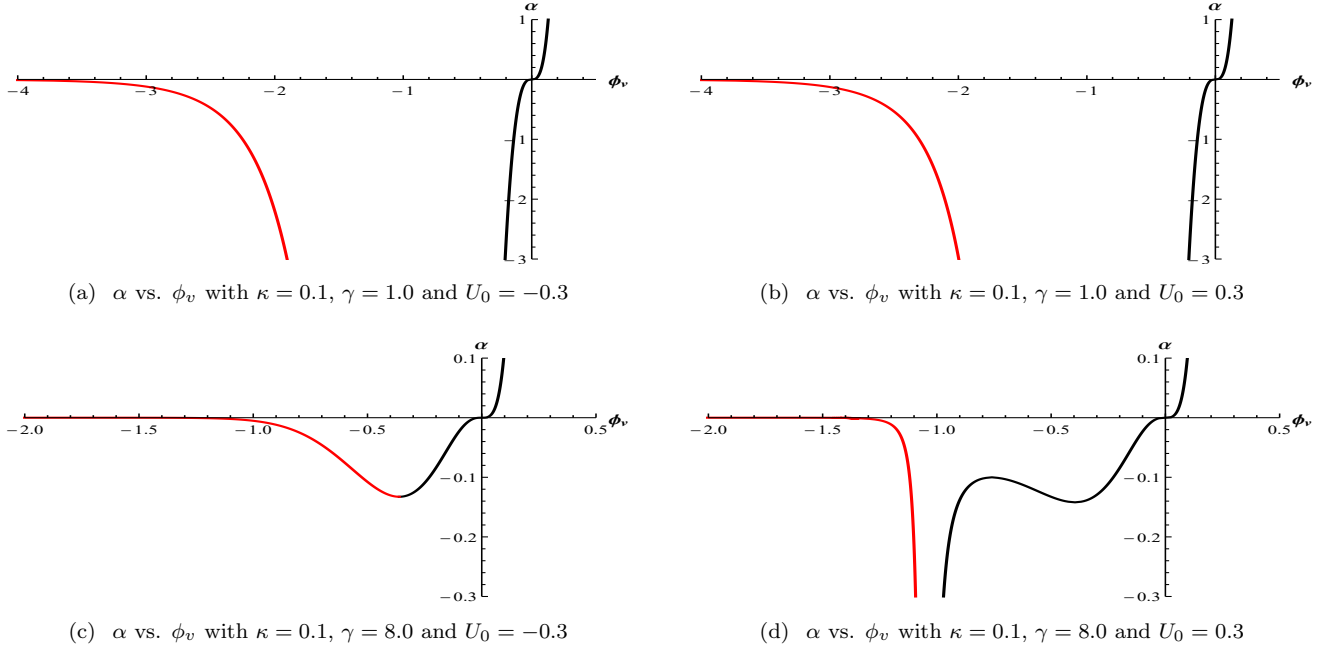 α
1
ϕᵥ
−4
−3
−2
−1
−1
−2
−3
(a) α vs. ϕᵥ with κ = 0.1, γ = 1.0 and U₀ = −0.3
α
1
ϕᵥ
−4
−3
−2
−1
−1
−2
−3
(b) α vs. ϕᵥ with κ = 0.1, γ = 1.0 and U₀ = 0.3
α
0.1
ϕᵥ
−2.0
−1.5
−1.0
−0.5
0.5
−0.1
−0.2
−0.3
(c) α vs. ϕᵥ with κ = 0.1, γ = 8.0 and U₀ = −0.3
α
0.1
ϕᵥ
−2.0
−1.5
−1.0
−0.5
0.5
−0.1
−0.2
−0.3
(d) α vs. ϕᵥ with κ = 0.1, γ = 8.0 and U₀ = 0.3